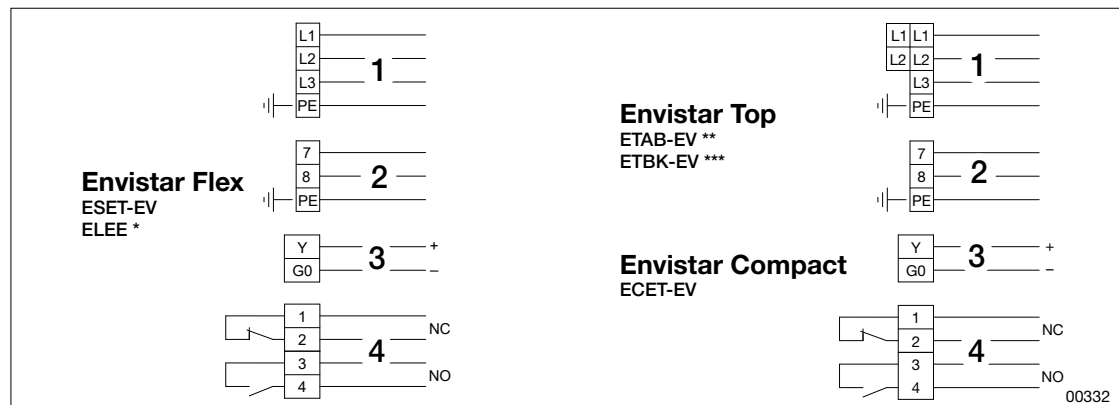 L1
L2
L3
PE
1
7
8
PE
2
Envistar Flex
ESET-EV
ELEE *
Y
G0
3
+
–
1
2
3
4
4
NC
NO
L1 L1
L2 L2
L3
PE
1
Envistar Top
ETAB-EV **
ETBK-EV ***
7
8
PE
2
Envistar Compact
ECET-EV
Y
G0
3
+
–
1
2
3
4
4
NC
NO
00332